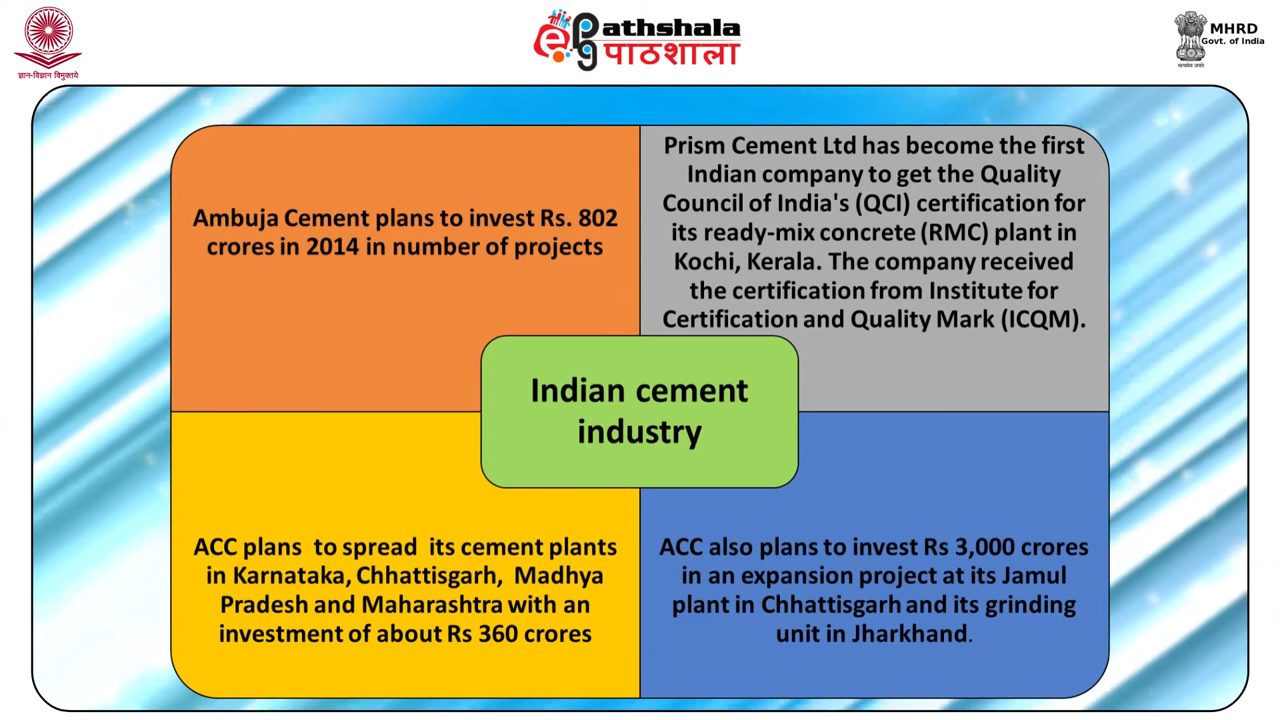 ज्ञान-विज्ञान विमुक्तये
ePG Pathshala
पाठशाला
MHRD
Govt. of India
सत्यमेव जयते
Ambuja Cement plans to invest Rs. 802
crores in 2014 in number of projects
Prism Cement Ltd has become the first
Indian company to get the Quality
Council of India's (QCI) certification for
its ready-mix concrete (RMC) plant in
Kochi, Kerala. The company received
the certification from Institute for
Certification and Quality Mark (ICQM).
Indian cement
industry
ACC plans  to spread  its cement plants
in Karnataka, Chhattisgarh,  Madhya
Pradesh and Maharashtra with an
investment of about Rs 360 crores
ACC also plans to invest Rs 3,000 crores
in an expansion project at its Jamul
plant in Chhattisgarh and its grinding
unit in Jharkhand.